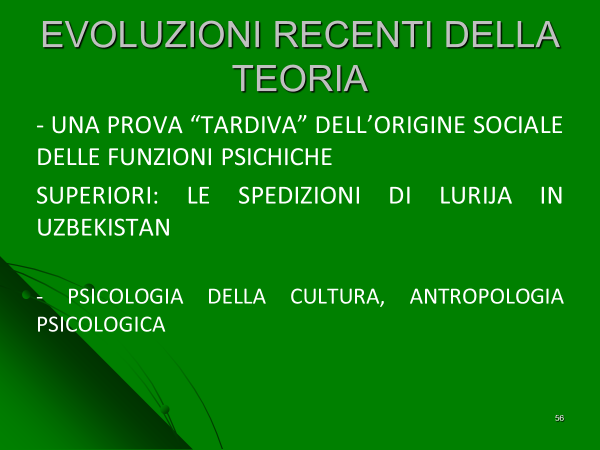 EVOLUZIONI RECENTI DELLA
TEORIA
- UNA PROVA “TARDIVA” DELL’ORIGINE SOCIALE
DELLE FUNZIONI PSICHICHE
SUPERIORI: LE SPEDIZIONI DI LURIJA IN
UZBEKISTAN
- PSICOLOGIA DELLA CULTURA, ANTROPOLOGIA
PSICOLOGICA
56